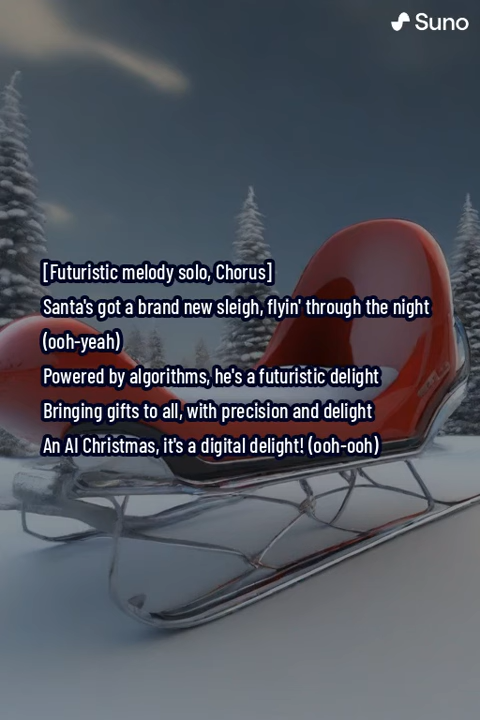 Suno
[Futuristic melody solo, Chorus]
Santa's got a brand new sleigh, flyin' through the night
(ooh-yeah)
Powered by algorithms, he's a futuristic delight
Bringing gifts to all, with precision and delight
An AI Christmas, it's a digital delight! (ooh-ooh)